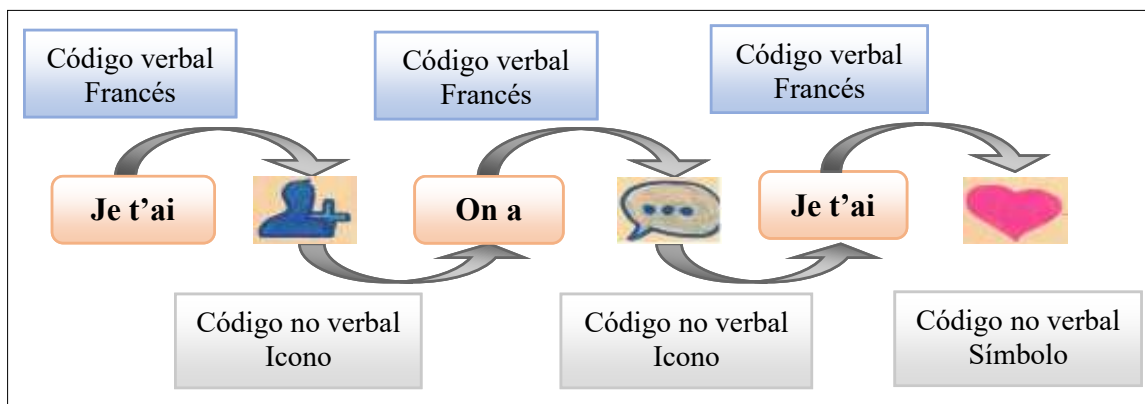 Código verbal
Francés
Código verbal
Francés
Código verbal
Francés
Je t’ai
On a
Je t’ai
Código no verbal
Icono
Código no verbal
Icono
Código no verbal
Símbolo